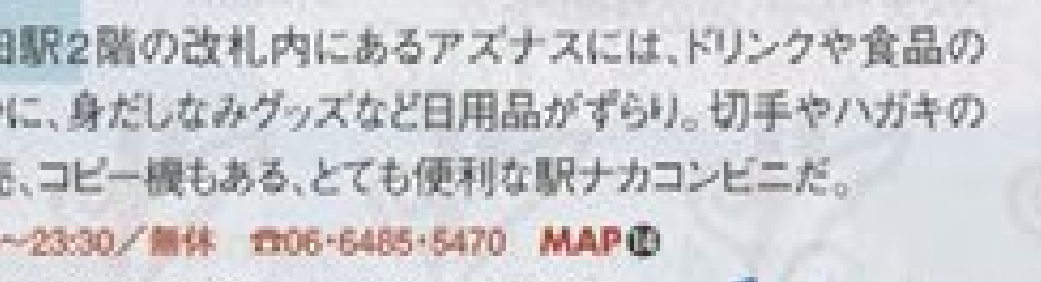 駅2階の改札内にあるアズナスには、ドリンクや食品の
に、身だしなみグッズなど日用品がずらり。切手やハガキの
、コピー機もある、とても便利な駅ナカコンビニだ。
〜23:30／無休 ☎06・6485・5470 MAP⓮